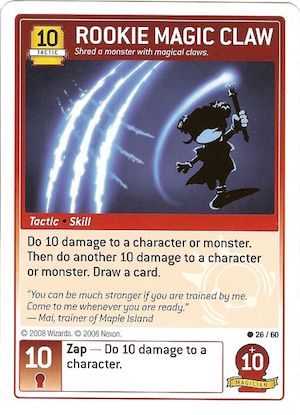 10
TACTIC
ROOKIE MAGIC CLAW
Shred a monster with magical claws.
Tactic • Skill
Do 10 damage to a character or monster.
Then do another 10 damage to a character
or monster. Draw a card.
"You can be much stronger if you are trained by me.
Come to me whenever you are ready."
— Mai, trainer of Maple Island
© 2008 Wizards. © 2008 Nexon.
● 26 / 60
10
Zap — Do 10 damage to a
character.
+
10
MAGICIAN